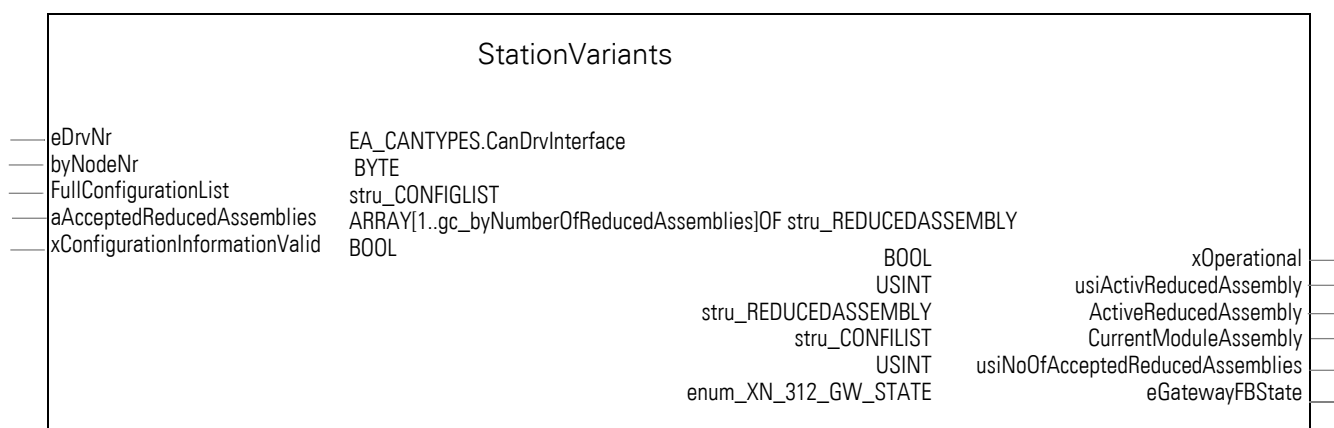 StationVariants
eDrvNr EA_CANTYPES.CanDrvInterface
byNodeNr BYTE
FullConfigurationList stru_CONFIGLIST
aAcceptedReducedAssemblies ARRAY[1..gc_byNumberOfReducedAssemblies]OF stru_REDUCEDASSEMBLY
xConfigurationInformationValid BOOL
BOOL xOperational
USINT usiActivReducedAssembly
stru_REDUCEDASSEMBLY ActiveReducedAssembly
stru_CONFILIST CurrentModuleAssembly
USINT usiNoOfAcceptedReducedAssemblies
enum_XN_312_GW_STATE eGatewayFBState